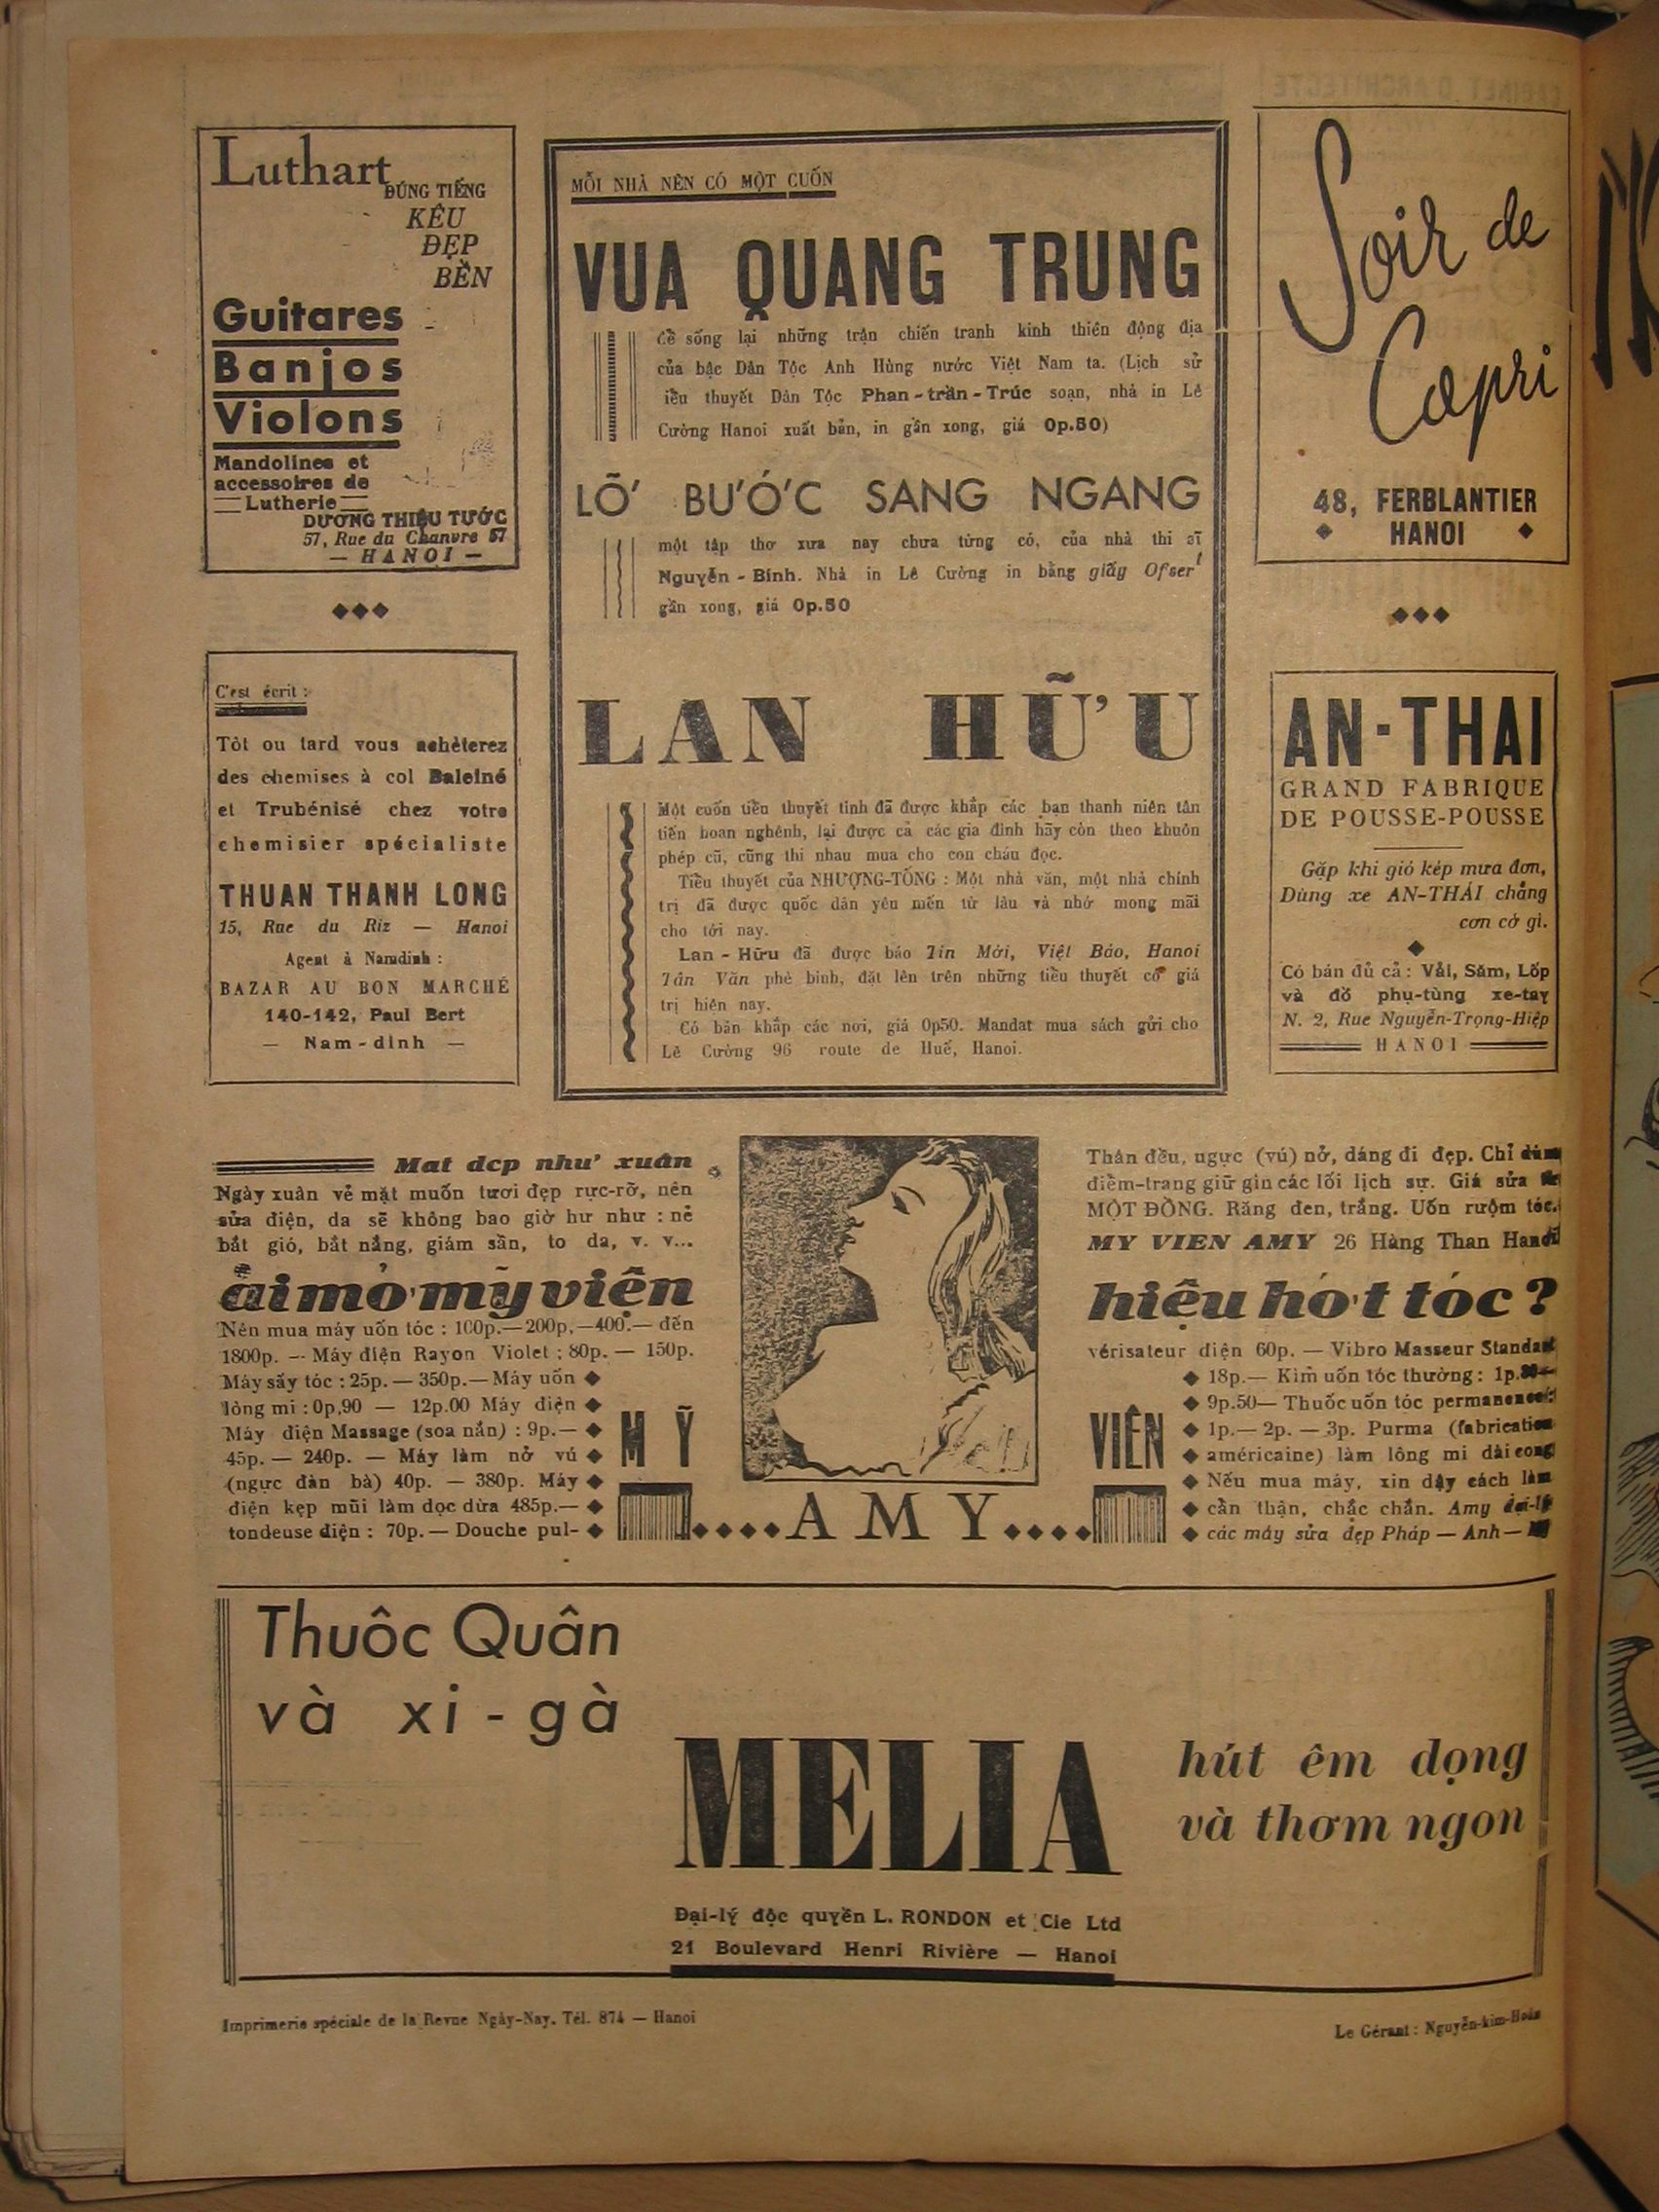 Luthart
ĐÚNG TIẾNG
KÊU
ĐẸP
BỀN
Guitares
Banjos
Violons
Mandolines et
accessoires de
Lutherie
DƯƠNG THIỆU TƯỚC
57, Rue du Chanvre 57
— HANOI —
C'est écrit :
Tôt ou tard vous achèterez
des chemises à col Baleiné
et Trubénisé chez votre
chemisier spécialiste
THUAN THANH LONG
15, Rue du Riz — Hanoi
Agent à Namdinh :
BAZAR AU BON MARCHÉ
140-142, Paul Bert
— Nam-dinh —
MỖI NHÀ NÊN CÓ MỘT CUỐN
VUA QUANG TRUNG
để sống lại những trận chiến tranh kinh thiên động địa
của bậc Dân Tộc Anh Hùng nước Việt Nam ta. (Lịch sử
iểu thuyết Dân Tộc Phan-trần-Trúc soạn, nhà in Lê
Cường Hanoi xuất bản, in gần xong, giá 0p.50)
LỠ BƯỚC SANG NGANG
một tập thơ xưa nay chưa từng có, của nhà thi sĩ
Nguyễn-Bính. Nhà in Lê Cường in bằng giấy Ofser
gần xong, giá 0p.50
LAN HỮU
Một cuốn tiểu thuyết tình đã được khắp các bạn thanh niên tân
tiến hoan nghênh, lại được cả các gia đình hãy còn theo khuôn
phép cũ, cũng thi nhau mua cho con cháu đọc.
Tiểu thuyết của NHƯỢNG-TỐNG : Một nhà văn, một nhà chính
trị đã được quốc dân yêu mến từ lâu và nhớ mong mãi
cho tới nay.
Lan-Hữu đã được báo Tin Mới, Việt Báo, Hanoi
Tân Văn phê bình, đặt lên trên những tiểu thuyết có giá
trị hiện nay.
Có bán khắp các nơi, giá 0p50. Mandat mua sách gửi cho
Lê Cường 96 route de Huế, Hanoi.
Soir de
Capri
48, FERBLANTIER
HANOI
AN-THAI
GRAND FABRIQUE
DE POUSSE-POUSSE
Gặp khi gió kép mưa đơn,
Dùng xe AN-THÁI chẳng
cơn cớ gì.
Có bán đủ cả : Vải, Săm, Lốp
và đồ phụ-tùng xe-tay
N. 2, Rue Nguyễn-Trọng-Hiệp
HANOI
Mat dcp như xuân
Ngày xuân vẻ mặt muốn tươi đẹp rực-rỡ, nên
sửa điện, da sẽ không bao giờ hư như : nẻ
bắt gió, bắt nắng, giám sần, to da, v. v...
ai mở mỹ viện
Nên mua máy uốn tóc : 100p.—200p.—400.— đến
1800p. — Máy điện Rayon Violet : 80p. — 150p.
Máy sấy tóc : 25p.— 350p.— Máy uốn
lông mi : 0p,90 — 12p.00 Máy điện
Máy điện Massage (soa nắn) : 9p.—
45p. — 240p. — Máy làm nở vú
(ngực đàn bà) 40p. — 380p. Máy
điện kẹp mũi làm dọc dừa 485p.—
tondeuse điện : 70p. — Douche pul-
MỸ VIỆN
....AMY....
Thân đều, ngực (vú) nở, dáng đi đẹp. Chỉ
điểm-trang giữ gìn các lối lịch sự. Giá sửa
MỘT ĐỒNG. Răng đen, trắng. Uốn rượm tóc.
MY VIEN AMY 26 Hàng Than Hanoi
hiệu hớt tóc ?
vérisateur điện 60p. — Vibro Masseur Standart
18p.— Kìm uốn tóc thường : 1p.
9p.50— Thuốc uốn tóc permanence :
1p.— 2p. — 3p. Purma (fabrication
américaine) làm lông mi dài cong
Nếu mua máy, xin dậy cách làm
cẩn thận, chắc chắn. Amy đại-lý
các máy sửa đẹp Pháp — Anh —
Thuôc Quân
và xi-gà
MELIA
hút êm dọng
và thơm ngon
Đại-lý độc quyền L. RONDON et Cie Ltd
21 Boulevard Henri Rivière — Hanoi
Imprimerie spéciale de la Revue Ngày-Nay. Tél. 874 — Hanoi
Le Gérant : Nguyễn-kim-Hoàn